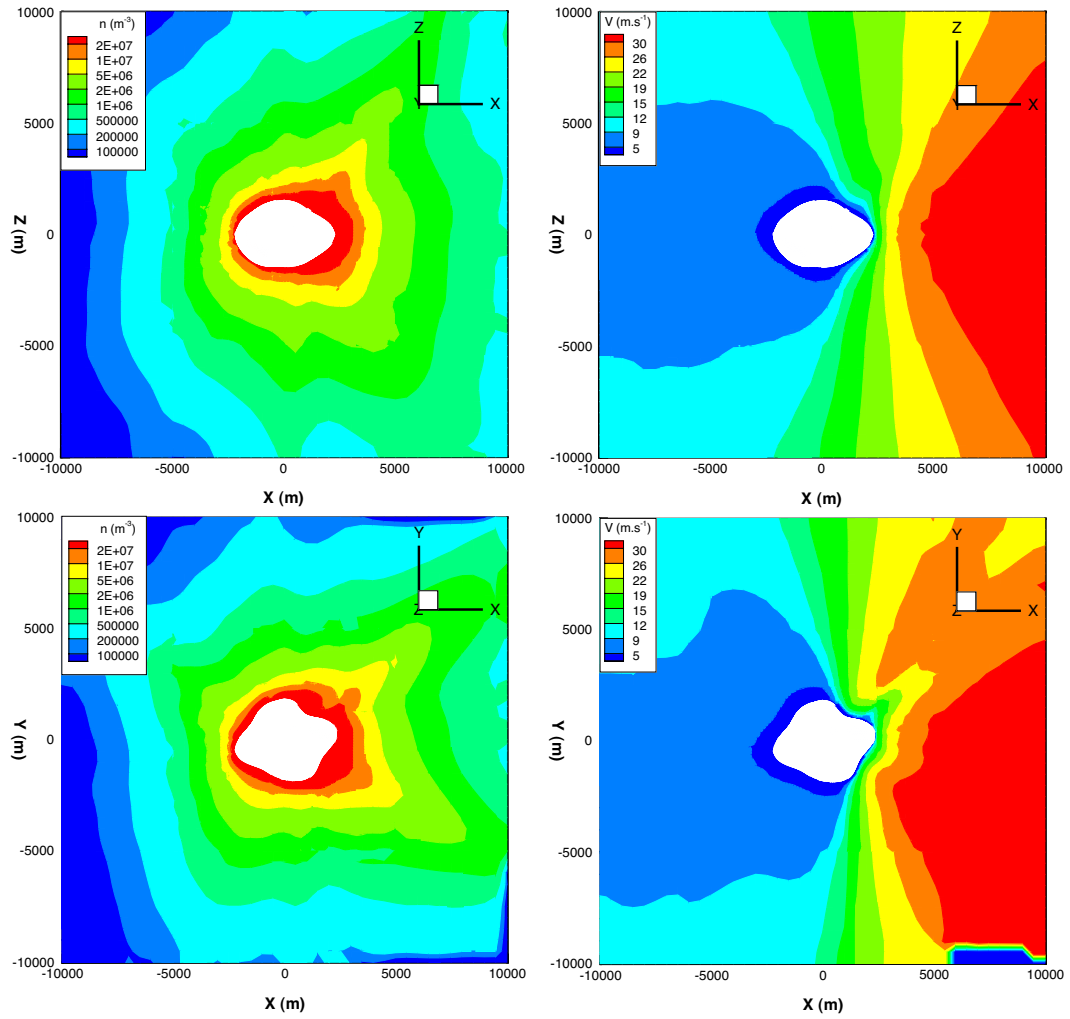 10000
n (m-3)
2E+07
1E+07
5E+06
2E+06
1E+06
500000
200000
100000
Z
Y
X
5000
0
-5000
-10000
Z (m)
-10000
-5000
0
5000
10000
X (m)
V (m.s-1)
30
26
22
19
15
12
9
5
Z
Y
X
10000
5000
0
-5000
-10000
Z (m)
-10000
-5000
0
5000
10000
X (m)
10000
n (m-3)
2E+07
1E+07
5E+06
2E+06
1E+06
500000
200000
100000
Y
Z
X
5000
0
-5000
-10000
Y (m)
-10000
-5000
0
5000
10000
X (m)
10000
V (m.s-1)
30
26
22
19
15
12
9
5
Y
Z
X
5000
0
-5000
-10000
Y (m)
-10000
-5000
0
5000
10000
X (m)